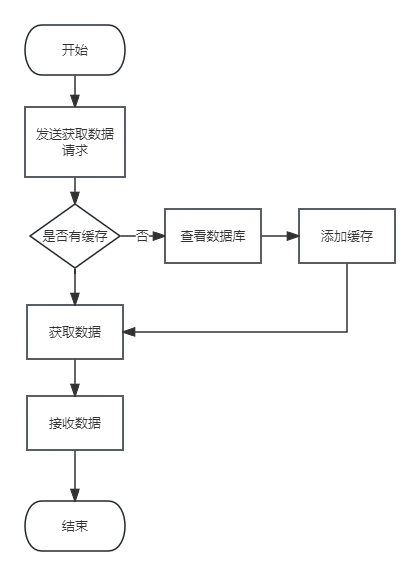 开始
发送获取数据
请求
是否有缓存
否
查看数据库
添加缓存
获取数据
接收数据
结束